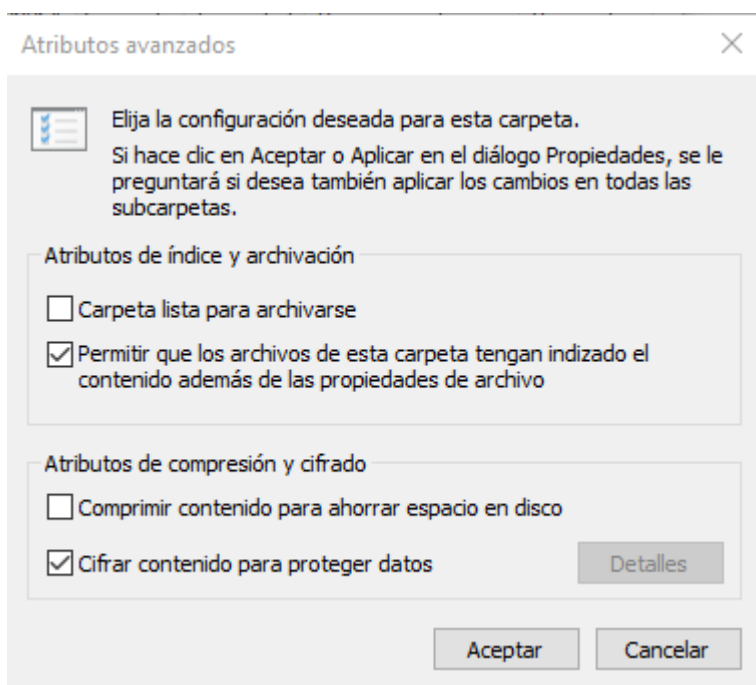 Atributos avanzados
Elija la configuración deseada para esta carpeta.
Si hace clic en Aceptar o Aplicar en el diálogo Propiedades, se le
preguntará si desea también aplicar los cambios en todas las
subcarpetas.
Atributos de índice y archivación
Carpeta lista para archivarse
Permitir que los archivos de esta carpeta tengan indizado el
contenido además de las propiedades de archivo
Atributos de compresión y cifrado
Comprimir contenido para ahorrar espacio en disco
Cifrar contenido para proteger datos
Detalles
Aceptar
Cancelar